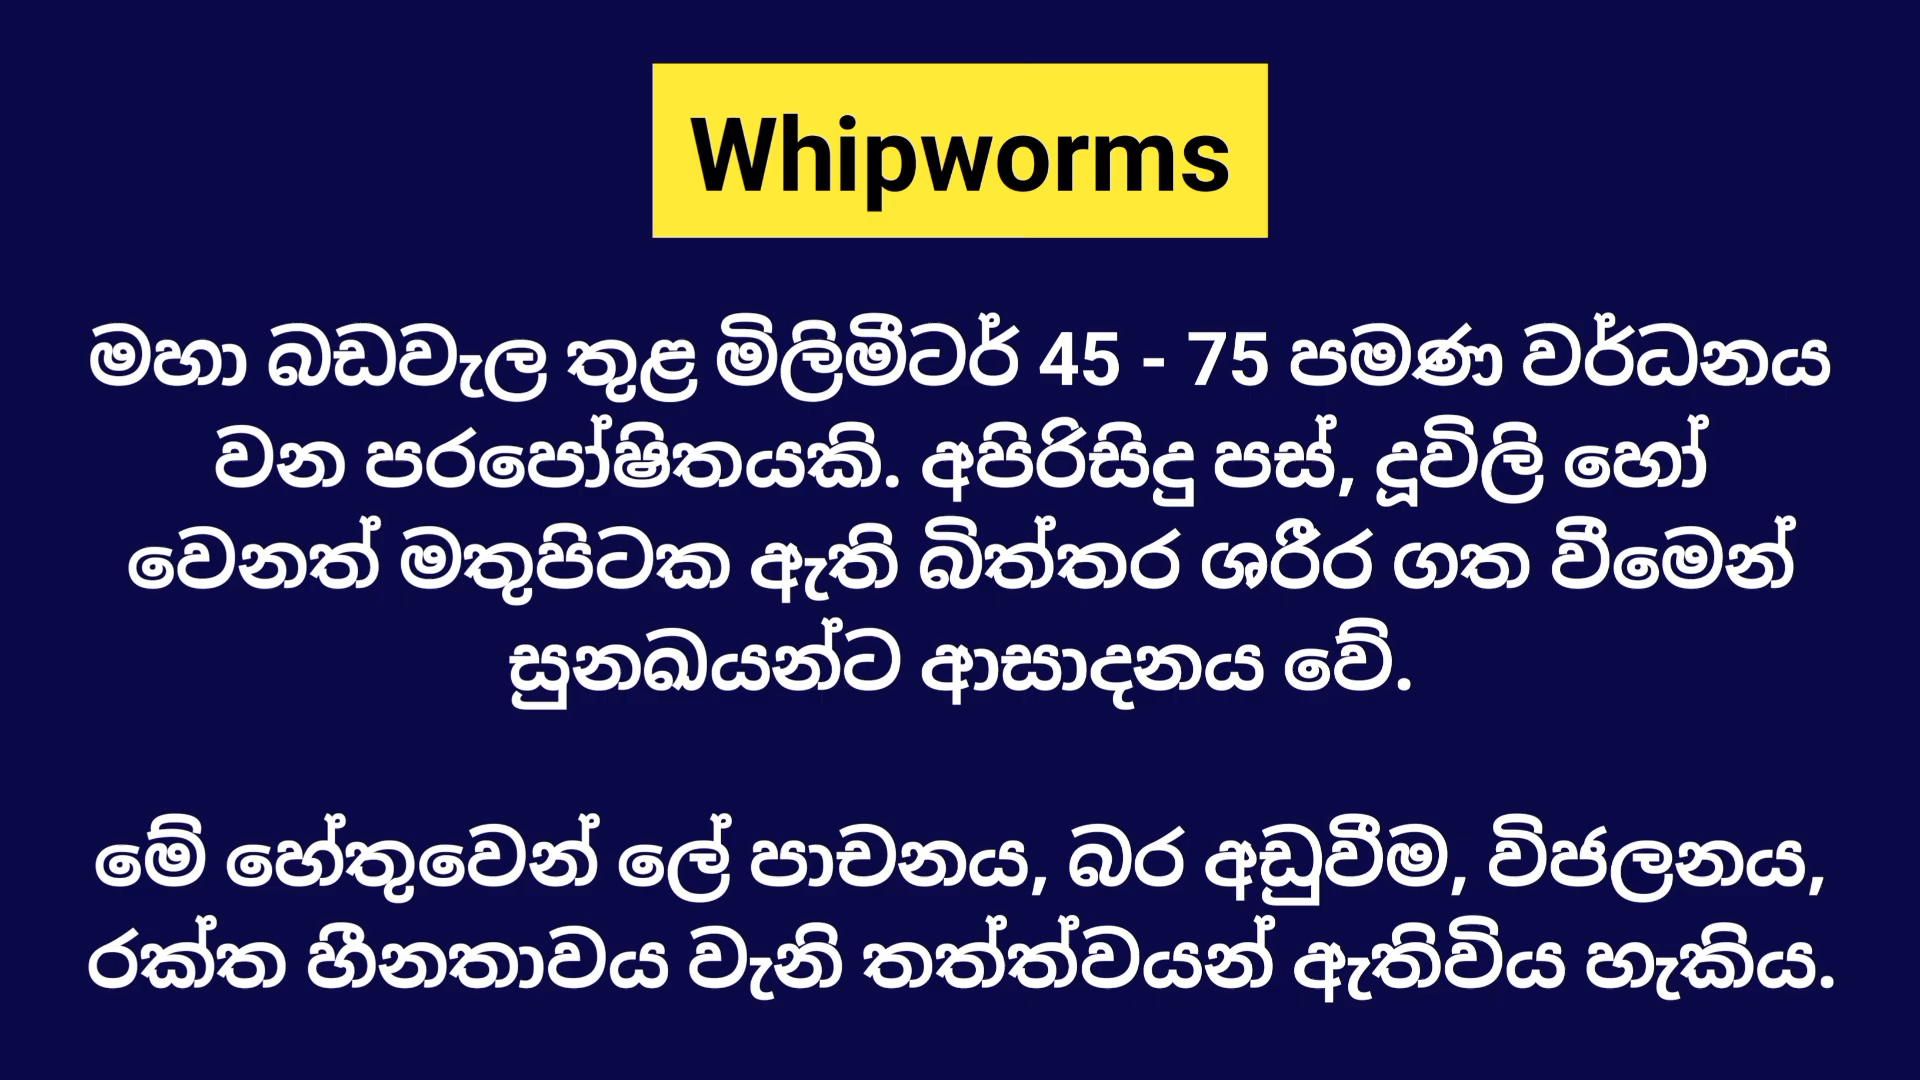 Whipworms
මහා බඩවැල තුළ මිලිමීටර් 45 - 75 පමණ වර්ධනය
වන පරපෝෂිතයකි. අපිරිසිදු පස්, දූවිලි හෝ
වෙනත් මතුපිටක ඇති බිත්තර ශරීර ගත වීමෙන්
සුනඛයන්ට ආසාදනය වේ.
මේ හේතුවෙන් ලේ පාචනය, බර අඩුවීම, විජලනය,
රක්ත හීනතාවය වැනි තත්ත්වයන් ඇතිවිය හැකිය.